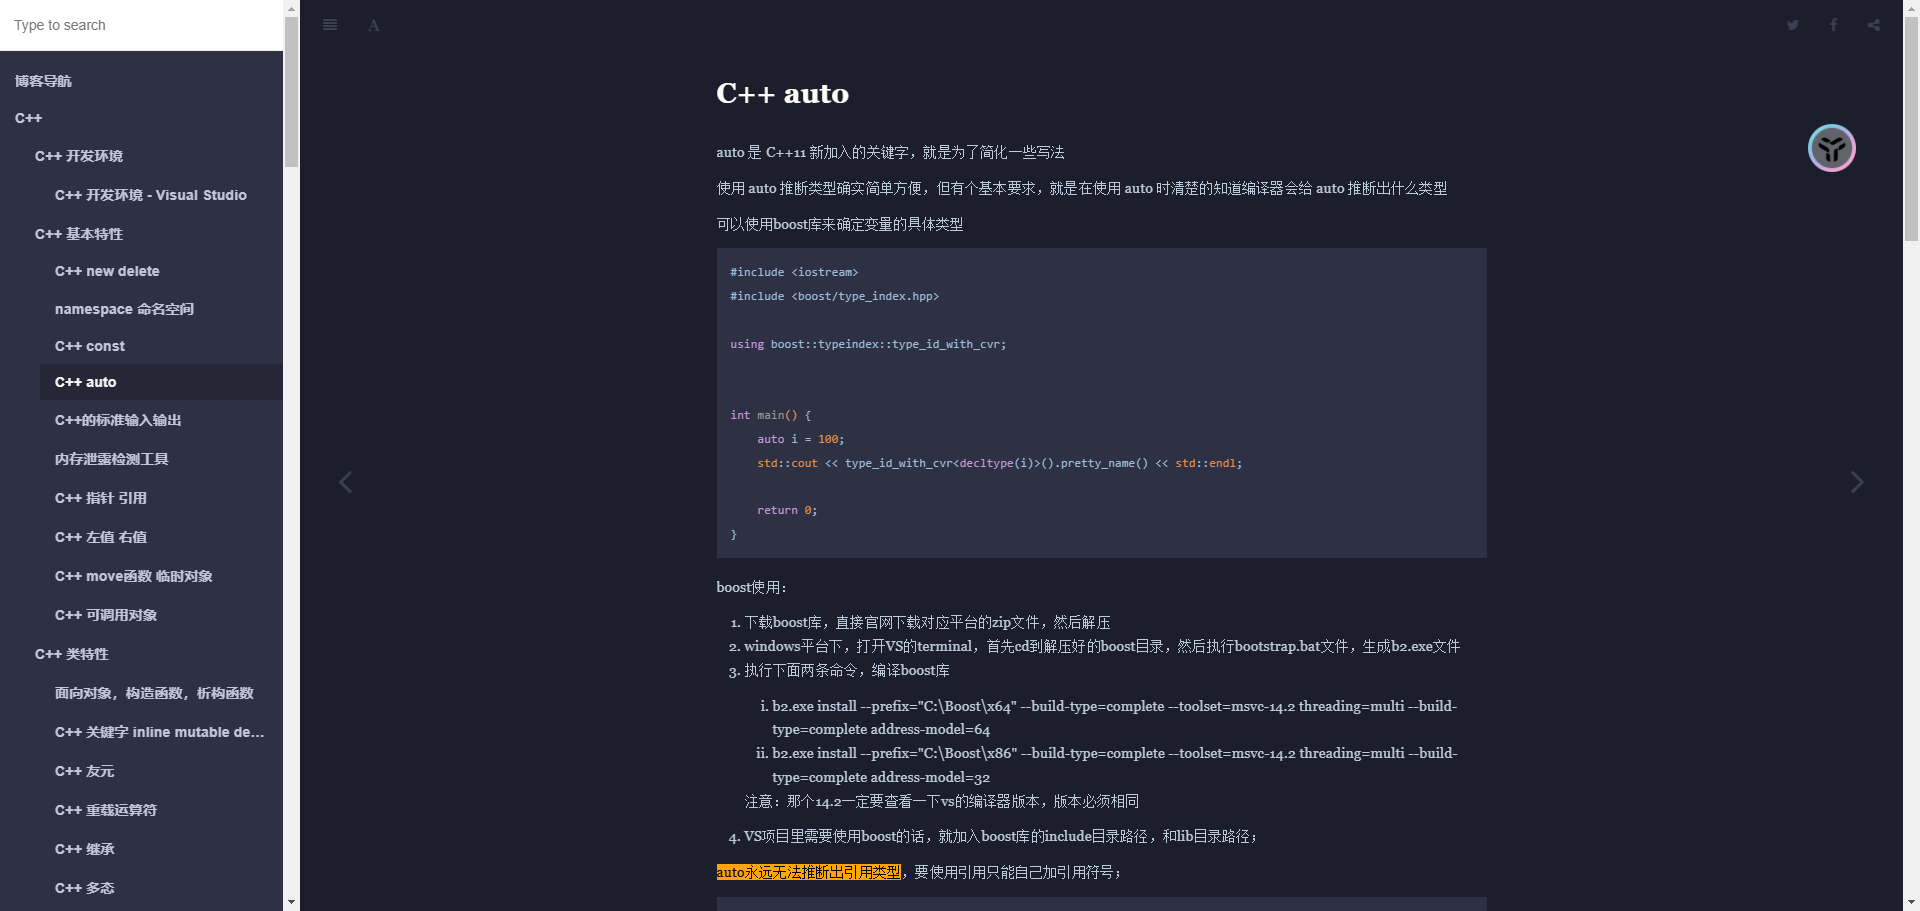 Type to search
博客导航
C++
C++ 开发环境
C++ 开发环境 - Visual Studio
C++ 基本特性
C++ new delete
namespace 命名空间
C++ const
C++ auto
C++的标准输入输出
内存泄露检测工具
C++ 指针 引用
C++ 左值 右值
C++ move函数 临时对象
C++ 可调用对象
C++ 类特性
面向对象，构造函数，析构函数
C++ 关键字 inline mutable de...
C++ 友元
C++ 重载运算符
C++ 继承
C++ 多态
A
C++ auto
auto 是 C++11 新加入的关键字，就是为了简化一些写法
使用 auto 推断类型确实简单方便，但有个基本要求，就是在使用 auto 时清楚的知道编译器会给 auto 推断出什么类型
可以使用boost库来确定变量的具体类型
#include <iostream>
#include <boost/type_index.hpp>
using boost::typeindex::type_id_with_cvr;
int main() {
auto i = 100;
std::cout << type_id_with_cvr<decltype(i)>().pretty_name() << std::endl;
return 0;
}
boost使用：
1. 下载boost库，直接官网下载对应平台的zip文件，然后解压
2. windows平台下，打开VS的terminal，首先cd到解压好的boost目录，然后执行bootstrap.bat文件，生成b2.exe文件
3. 执行下面两条命令，编译boost库
i. b2.exe install --prefix="C:\Boost\x64" --build-type=complete --toolset=msvc-14.2 threading=multi --build-
type=complete address-model=64
ii. b2.exe install --prefix="C:\Boost\x86" --build-type=complete --toolset=msvc-14.2 threading=multi --build-
type=complete address-model=32
注意：那个14.2一定要查看一下vs的编译器版本，版本必须相同
4. VS项目里需要使用boost的话，就加入boost库的include目录路径，和lib目录路径；
auto永远无法推断出引用类型，要使用引用只能自己加引用符号；